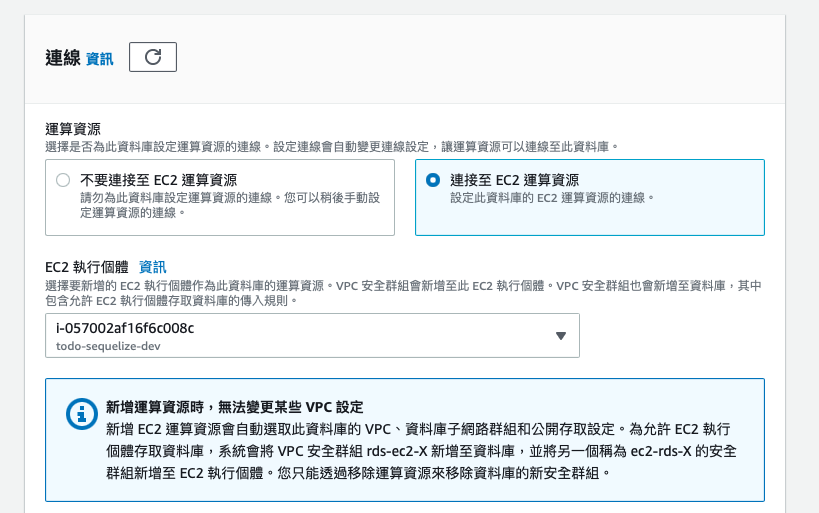 連線 資訊
運算資源
選擇是否為此資料庫設定運算資源的連線。設定連線會自動變更連線設定，讓運算資源可以連線至此資料庫。
不要連接至 EC2 運算資源
請勿為此資料庫設定運算資源的連線。您可以稍後手動設
定運算資源的連線。
連接至 EC2 運算資源
設定此資料庫的 EC2 運算資源的連線。
EC2 執行個體 資訊
選擇要新增的 EC2 執行個體作為此資料庫的運算資源。VPC 安全群組會新增至此 EC2 執行個體。VPC 安全群組也會新增至資料庫，其中
包含允許 EC2 執行個體存取資料庫的傳入規則。
i-057002af16f6c008c
todo-sequelize-dev
新增運算資源時，無法變更某些 VPC 設定
新增 EC2 運算資源會自動選取此資料庫的 VPC、資料庫子網路群組和公開存取設定。為允許 EC2 執行
個體存取資料庫，系統會將 VPC 安全群組 rds-ec2-X 新增至資料庫，並將另一個稱為 ec2-rds-X 的安全
群組新增至 EC2 執行個體。您只能透過移除運算資源來移除資料庫的新安全群組。